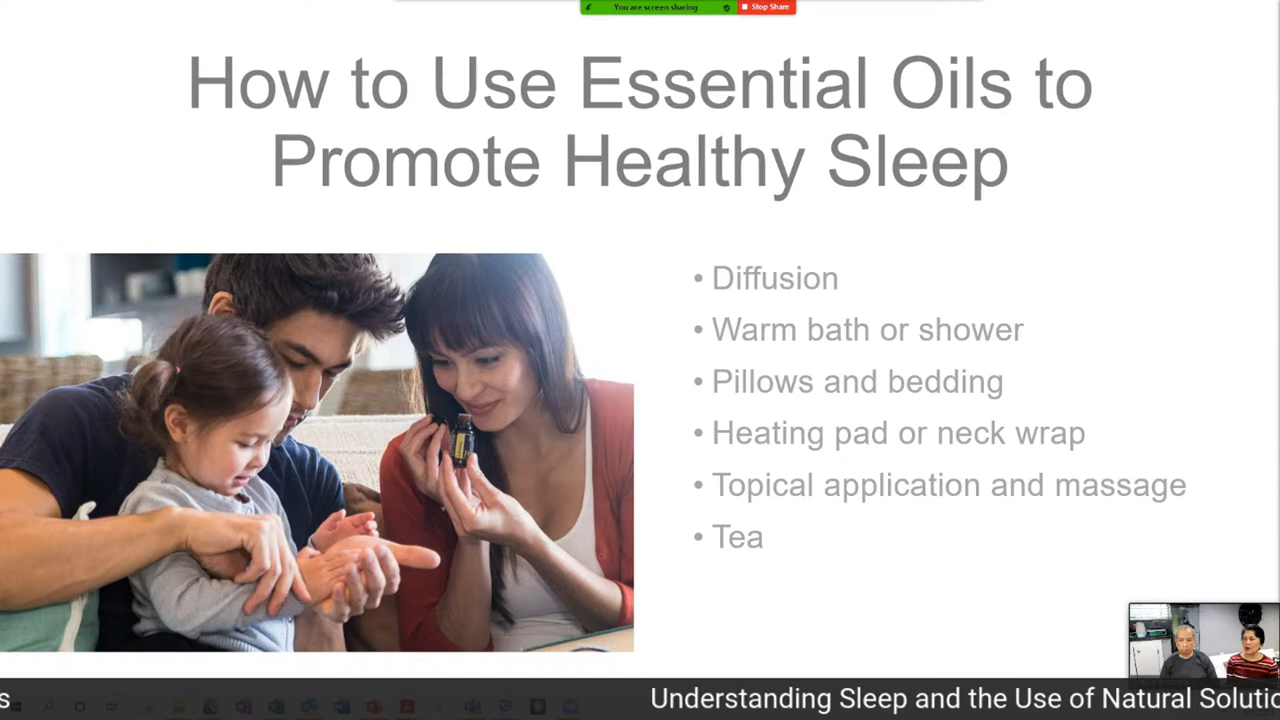 You are screen sharing
Stop Share
How to Use Essential Oils to
Promote Healthy Sleep
• Diffusion
• Warm bath or shower
• Pillows and bedding
• Heating pad or neck wrap
• Topical application and massage
• Tea
s Understanding Sleep and the Use of Natural Solutio